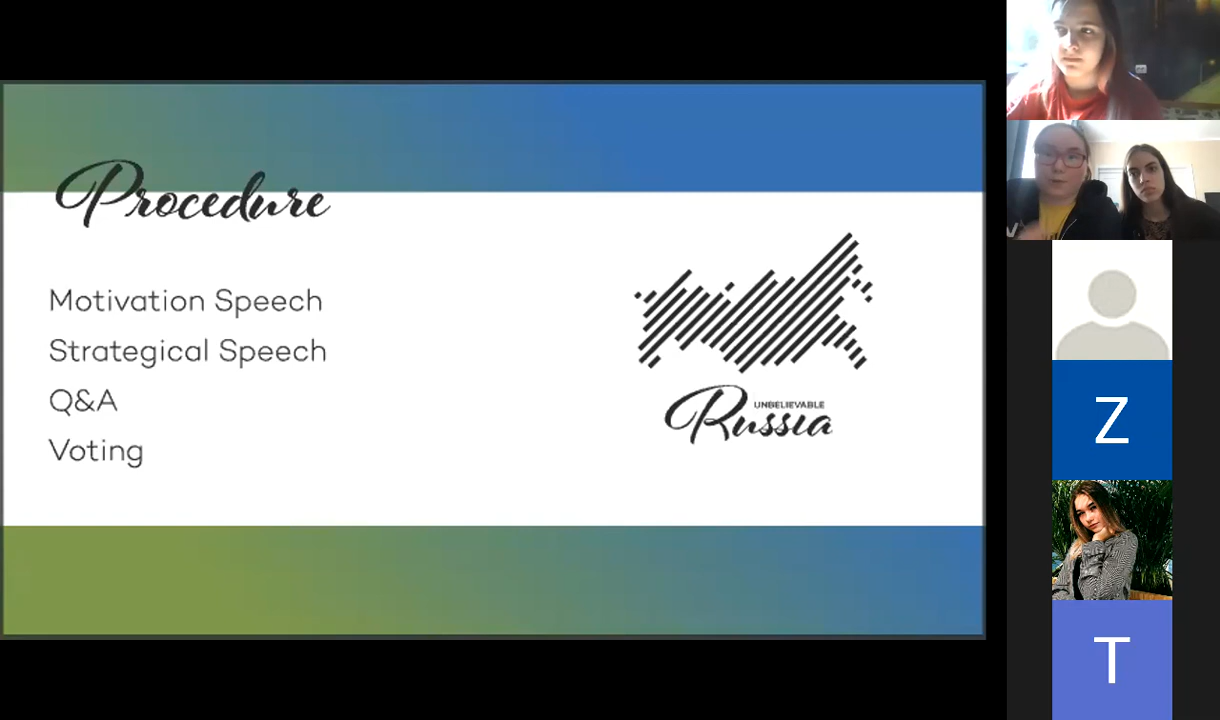 Procedure
Motivation Speech
Strategical Speech
Q&A
Voting
UNBELIEVABLE
Russia
Z
T